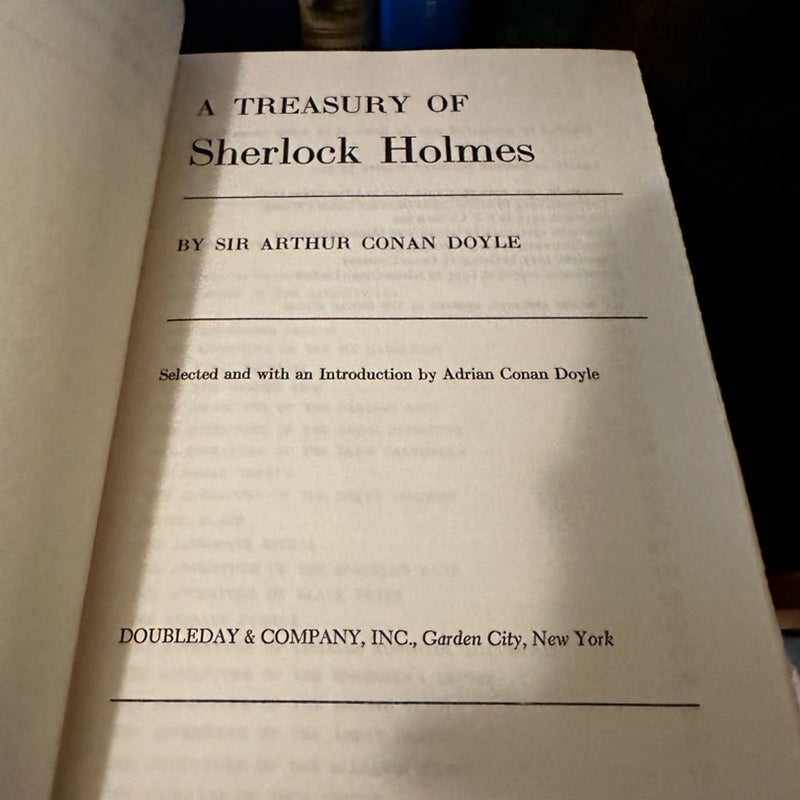 A TREASURY OF
Sherlock Holmes
BY SIR ARTHUR CONAN DOYLE
Selected and with an Introduction by Adrian Conan Doyle
DOUBLEDAY & COMPANY, INC., Garden City, New York